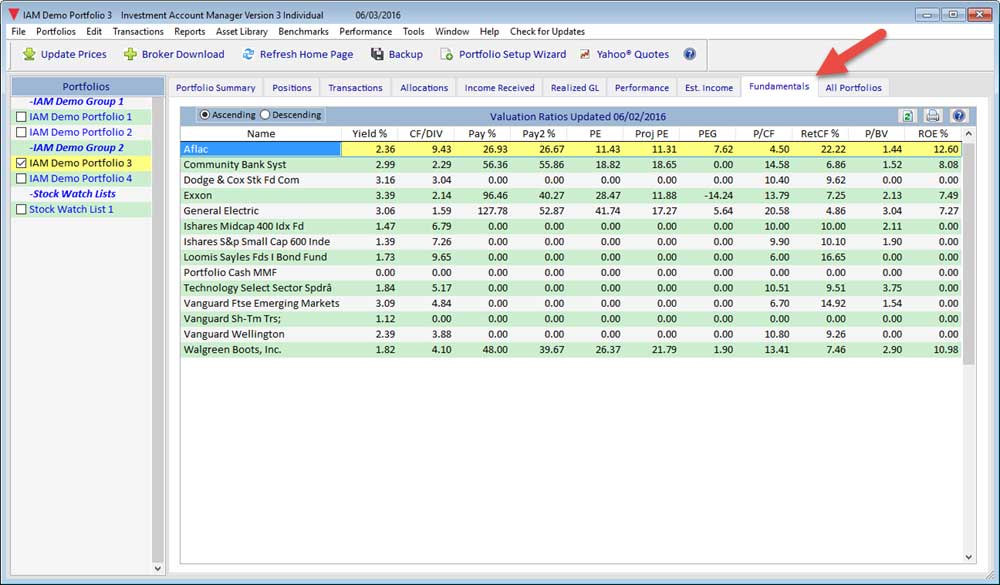 IAM Demo Portfolio 3 Investment Account Manager Version 3 Individual 06/03/2016
File Portfolios Edit Transactions Reports Asset Library Benchmarks Performance Tools Window Help Check for Updates
Update Prices Broker Download Refresh Home Page Backup Portfolio Setup Wizard Yahoo® Quotes ?
Portfolios
-IAM Demo Group 1
IAM Demo Portfolio 1
IAM Demo Portfolio 2
-IAM Demo Group 2
IAM Demo Portfolio 3
IAM Demo Portfolio 4
-Stock Watch Lists
Stock Watch List 1
Portfolio Summary Positions Transactions Allocations Income Received Realized GL Performance Est. Income Fundamentals All Portfolios
Ascending Descending Valuation Ratios Updated 06/02/2016 ?
Name Yield % CF/DIV Pay % Pay2 % PE Proj PE PEG P/CF RetCF % P/BV ROE %
Aflac 2.36 9.43 26.93 26.67 11.43 11.31 7.62 4.50 22.22 1.44 12.60
Community Bank Syst 2.99 2.29 56.36 55.86 18.82 18.65 0.00 14.58 6.86 1.52 8.08
Dodge & Cox Stk Fd Com 3.16 3.04 0.00 0.00 0.00 0.00 0.00 10.40 9.62 0.00 0.00
Exxon 3.39 2.14 96.46 40.27 28.47 11.88 -14.24 13.79 7.25 2.13 7.49
General Electric 3.06 1.59 127.78 52.87 41.74 17.27 5.64 20.58 4.86 3.04 7.27
Ishares Midcap 400 Idx Fd 1.47 6.79 0.00 0.00 0.00 0.00 0.00 10.00 10.00 2.11 0.00
Ishares S&p Small Cap 600 Inde 1.39 7.26 0.00 0.00 0.00 0.00 0.00 9.90 10.10 1.90 0.00
Loomis Sayles Fds I Bond Fund 1.73 9.65 0.00 0.00 0.00 0.00 0.00 6.00 16.65 0.00 0.00
Portfolio Cash MMF 0.00 0.00 0.00 0.00 0.00 0.00 0.00 0.00 0.00 0.00 0.00
Technology Select Sector Spdrâ 1.84 5.17 0.00 0.00 0.00 0.00 0.00 10.51 9.51 3.75 0.00
Vanguard Ftse Emerging Markets 3.09 4.84 0.00 0.00 0.00 0.00 0.00 6.70 14.92 1.54 0.00
Vanguard Sh-Tm Trs; 1.12 0.00 0.00 0.00 0.00 0.00 0.00 0.00 0.00 0.00 0.00
Vanguard Wellington 2.39 3.88 0.00 0.00 0.00 0.00 0.00 10.80 9.26 0.00 0.00
Walgreen Boots, Inc. 1.82 4.10 48.00 39.67 26.37 21.79 1.90 13.41 7.46 2.90 10.98